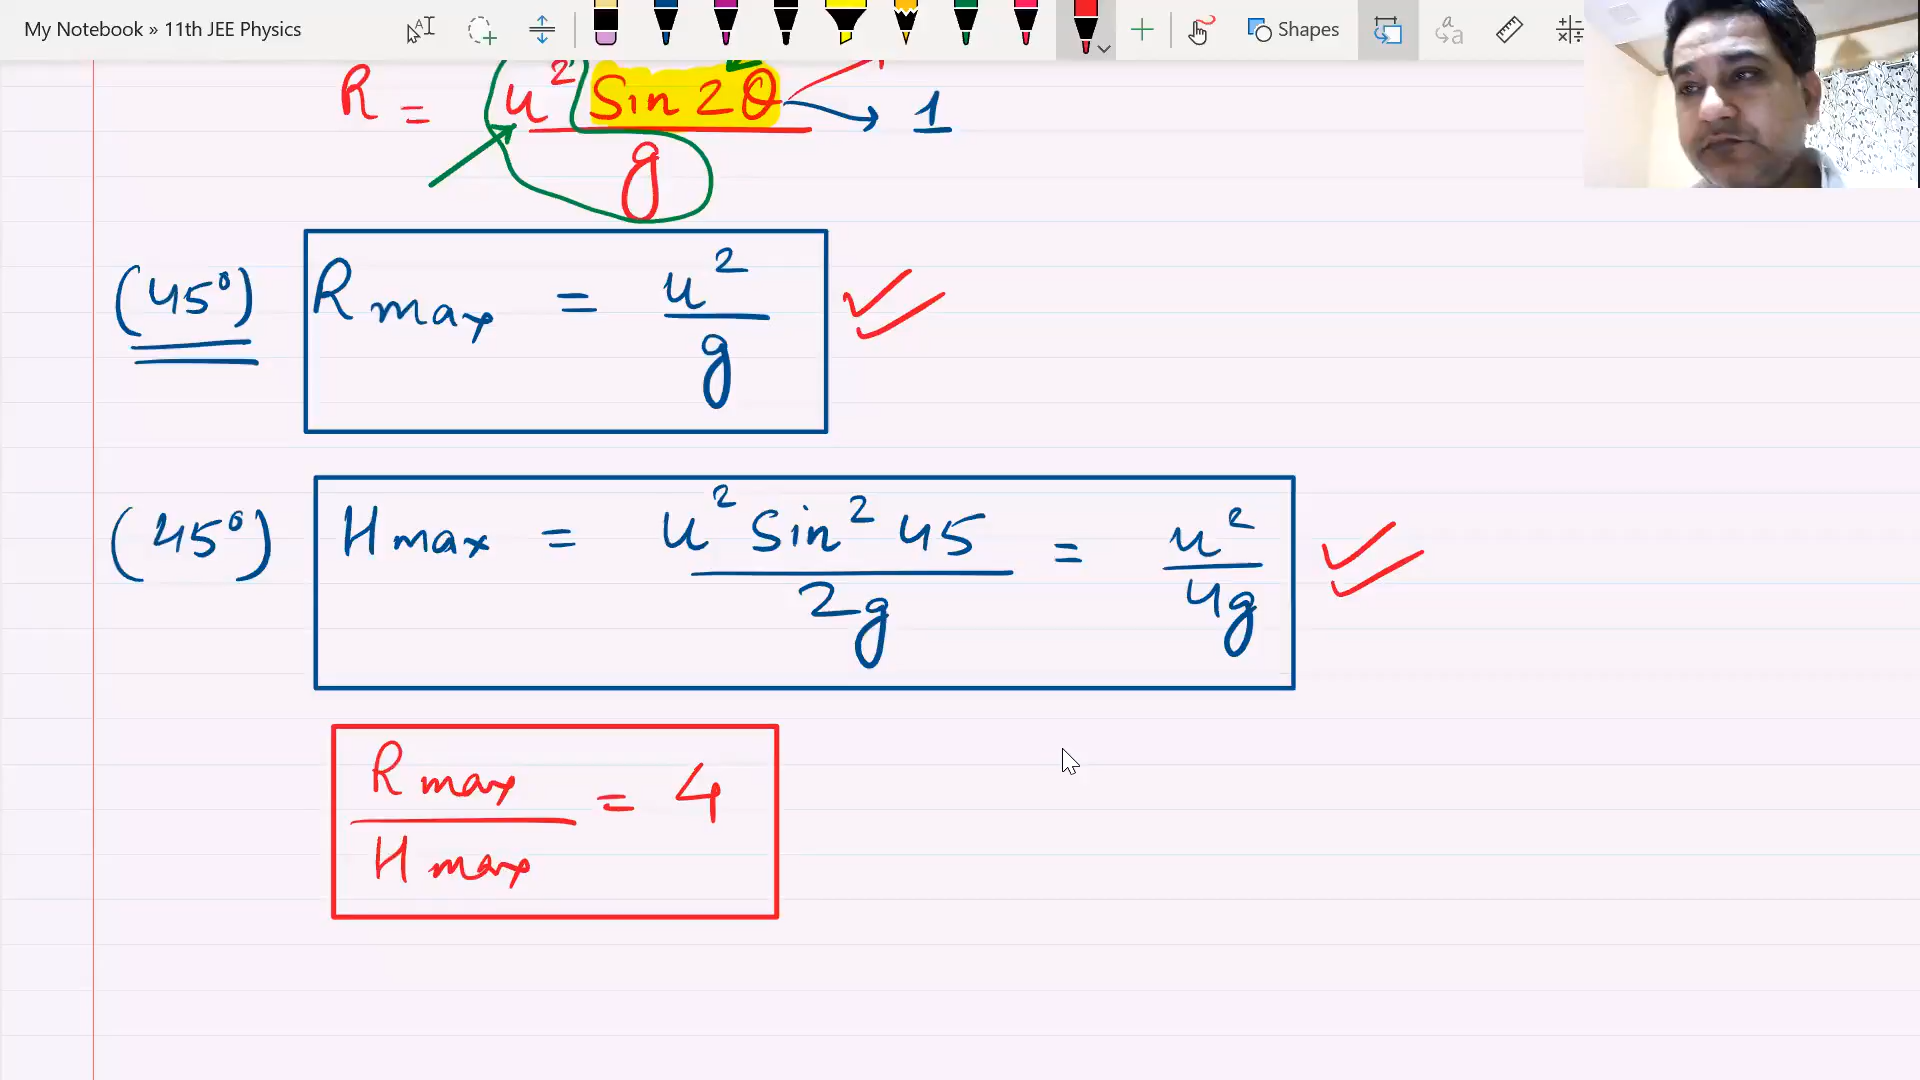 My Notebook » 11th JEE Physics
Shapes
R = u² Sin 2θ / g → 1
(45°) R max = u² / g
(45°) H max = u² Sin² 45 / 2g = u² / 4g
R max / H max = 4